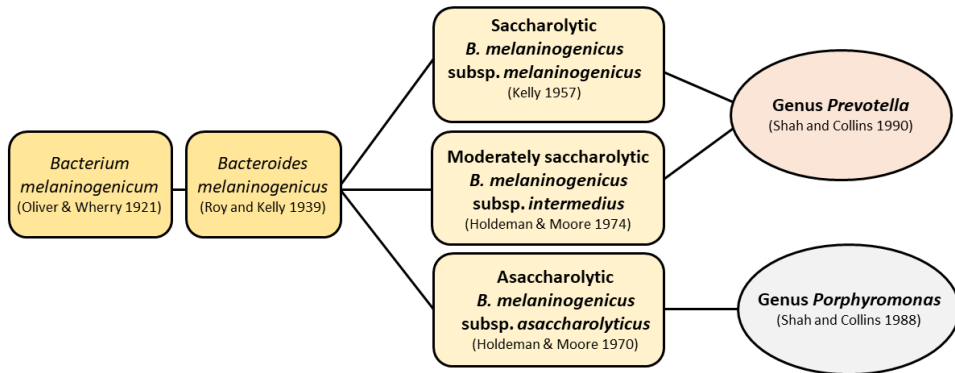 Bacterium
melaninogenicum
(Oliver & Wherry 1921)
Bacteroides
melaninogenicus
(Roy and Kelly 1939)
Saccharolytic
B. melaninogenicus
subsp. melaninogenicus
(Kelly 1957)
Moderately saccharolytic
B. melaninogenicus
subsp. intermedius
(Holdeman & Moore 1974)
Asaccharolytic
B. melaninogenicus
subsp. asaccharolyticus
(Holdeman & Moore 1970)
Genus Prevotella
(Shah and Collins 1990)
Genus Porphyromonas
(Shah and Collins 1988)